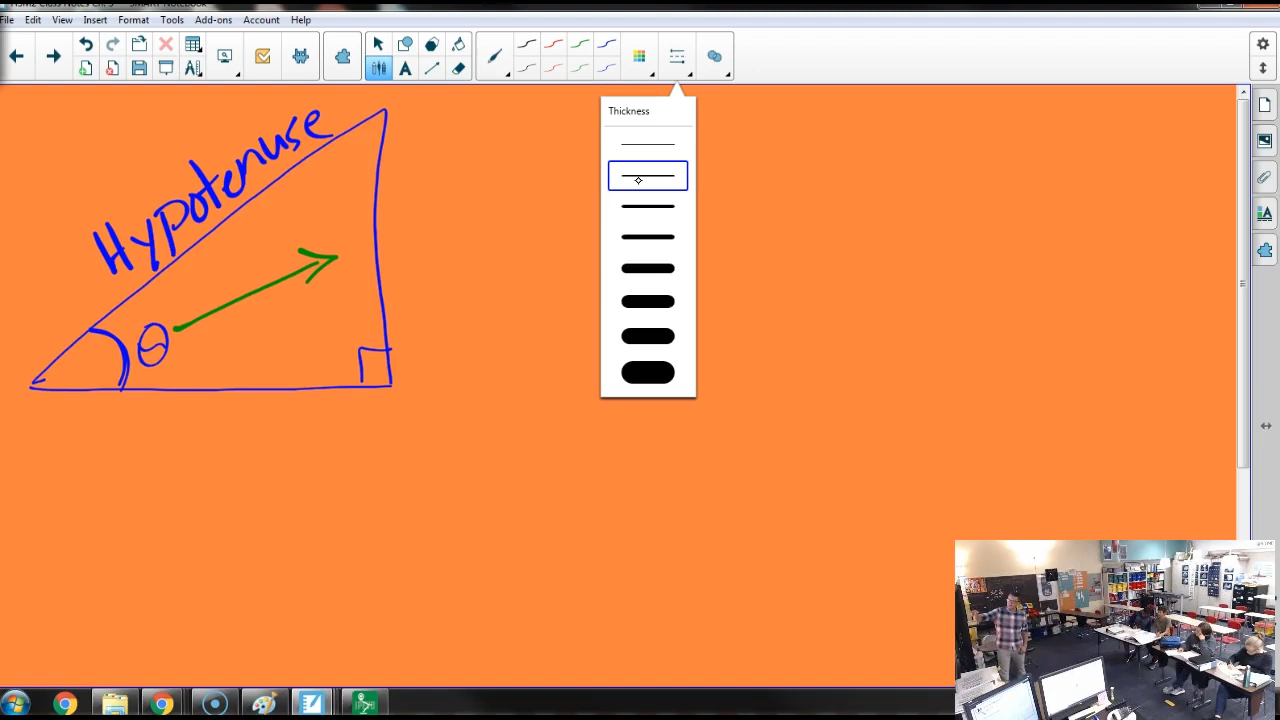 File Edit View Insert Format Tools Add-ons Account Help
Thickness
Hypotenuse
θ